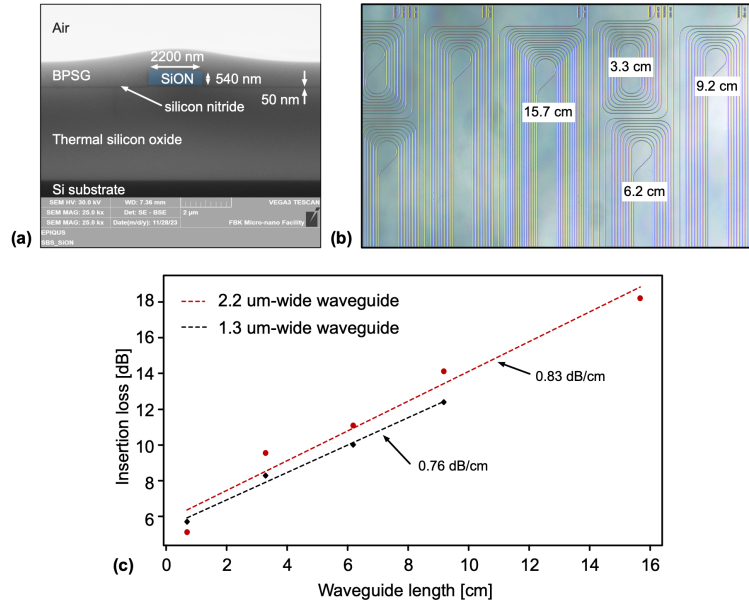 Air
2200 nm
BPSG
SiON
540 nm
50 nm
silicon nitride
Thermal silicon oxide
Si substrate
SEM HV: 30.0 kV WD: 7.36 mm VEGA3 TESCAN
SEM MAG: 25.0 kx Det: SE - BSE 2 µm
SEM MAG: 25.0 kx Date(m/d/y): 11/28/23 FBK Micro-nano Facility
EPIQUS
SBS_SiON
(a)
3.3 cm
9.2 cm
15.7 cm
6.2 cm
(b)
18
16
14
12
10
8
6
Insertion loss [dB]
2.2 um-wide waveguide
1.3 um-wide waveguide
0.83 dB/cm
0.76 dB/cm
0 2 4 6 8 10 12 14 16
(c)
Waveguide length [cm]